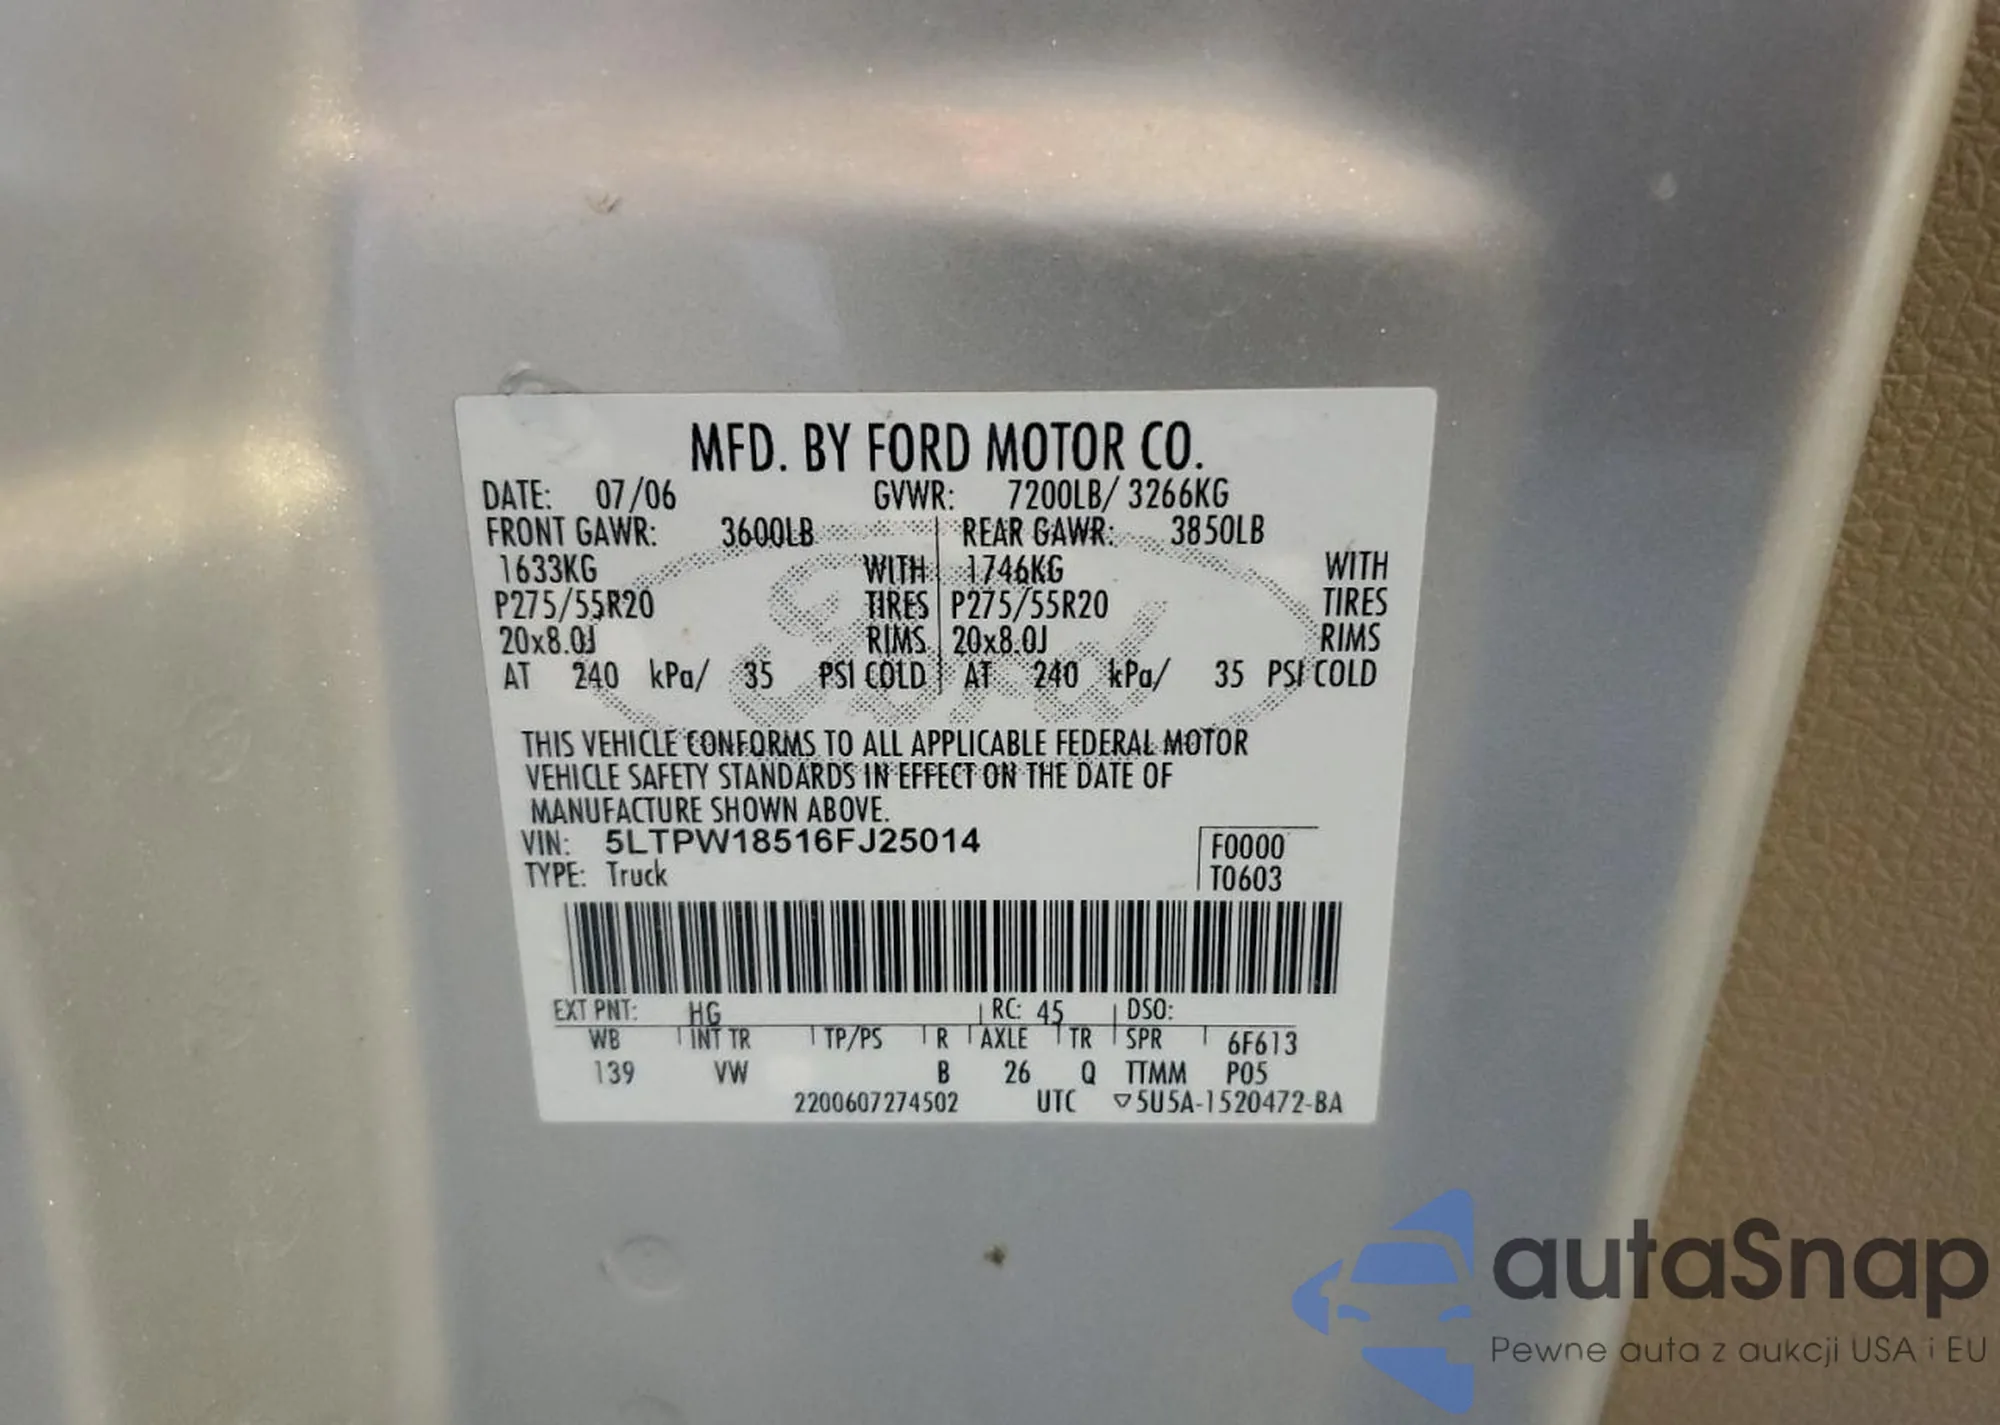 MFD. BY FORD MOTOR CO.
DATE: 07/06 GVWR: 7200LB/ 3266KG
FRONT GAWR: 3600LB REAR GAWR: 3850LB
1633KG WITH 1746KG WITH
P275/55R20 TIRES P275/55R20 TIRES
20x8.0J RIMS 20x8.0J RIMS
AT 240 kPa/ 35 PSI COLD AT 240 kPa/ 35 PSI COLD
Ford
THIS VEHICLE CONFORMS TO ALL APPLICABLE FEDERAL MOTOR
VEHICLE SAFETY STANDARDS IN EFFECT ON THE DATE OF
MANUFACTURE SHOWN ABOVE.
VIN: 5LTPW18516FJ25014 F0000
TYPE: Truck T0603
EXT PNT: HG RC: 45 DSO:
WB INT TR TP/PS R AXLE TR SPR 6F613
139 VW B 26 Q TTMM P05
2200607274502 UTC ▽5U5A-1520472-BA
autaSnap
Pewne auta z aukcji USA i EU